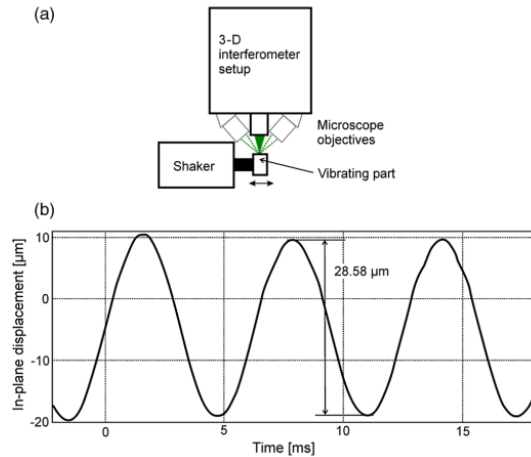 (a)
3-D
interferometer
setup
Microscope
objectives
Shaker
Vibrating part
(b)
In-plane displacement [µm]
10
0
-10
-20
28.58 µm
0
5
10
15
Time [ms]